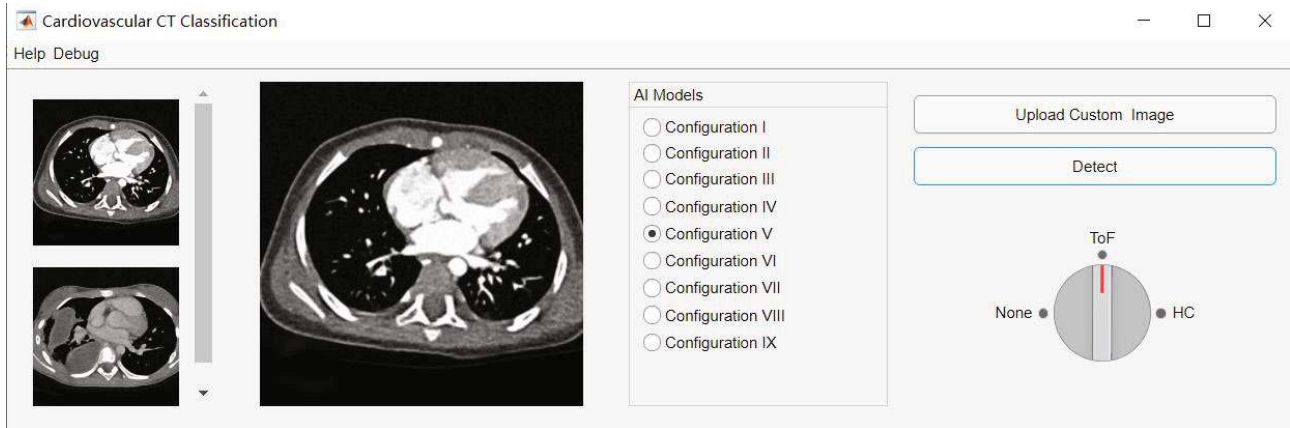 Cardiovascular CT Classification
Help Debug
AI Models
Configuration I
Configuration II
Configuration III
Configuration IV
Configuration V
Configuration VI
Configuration VII
Configuration VIII
Configuration IX
Upload Custom Image
Detect
ToF
None
HC